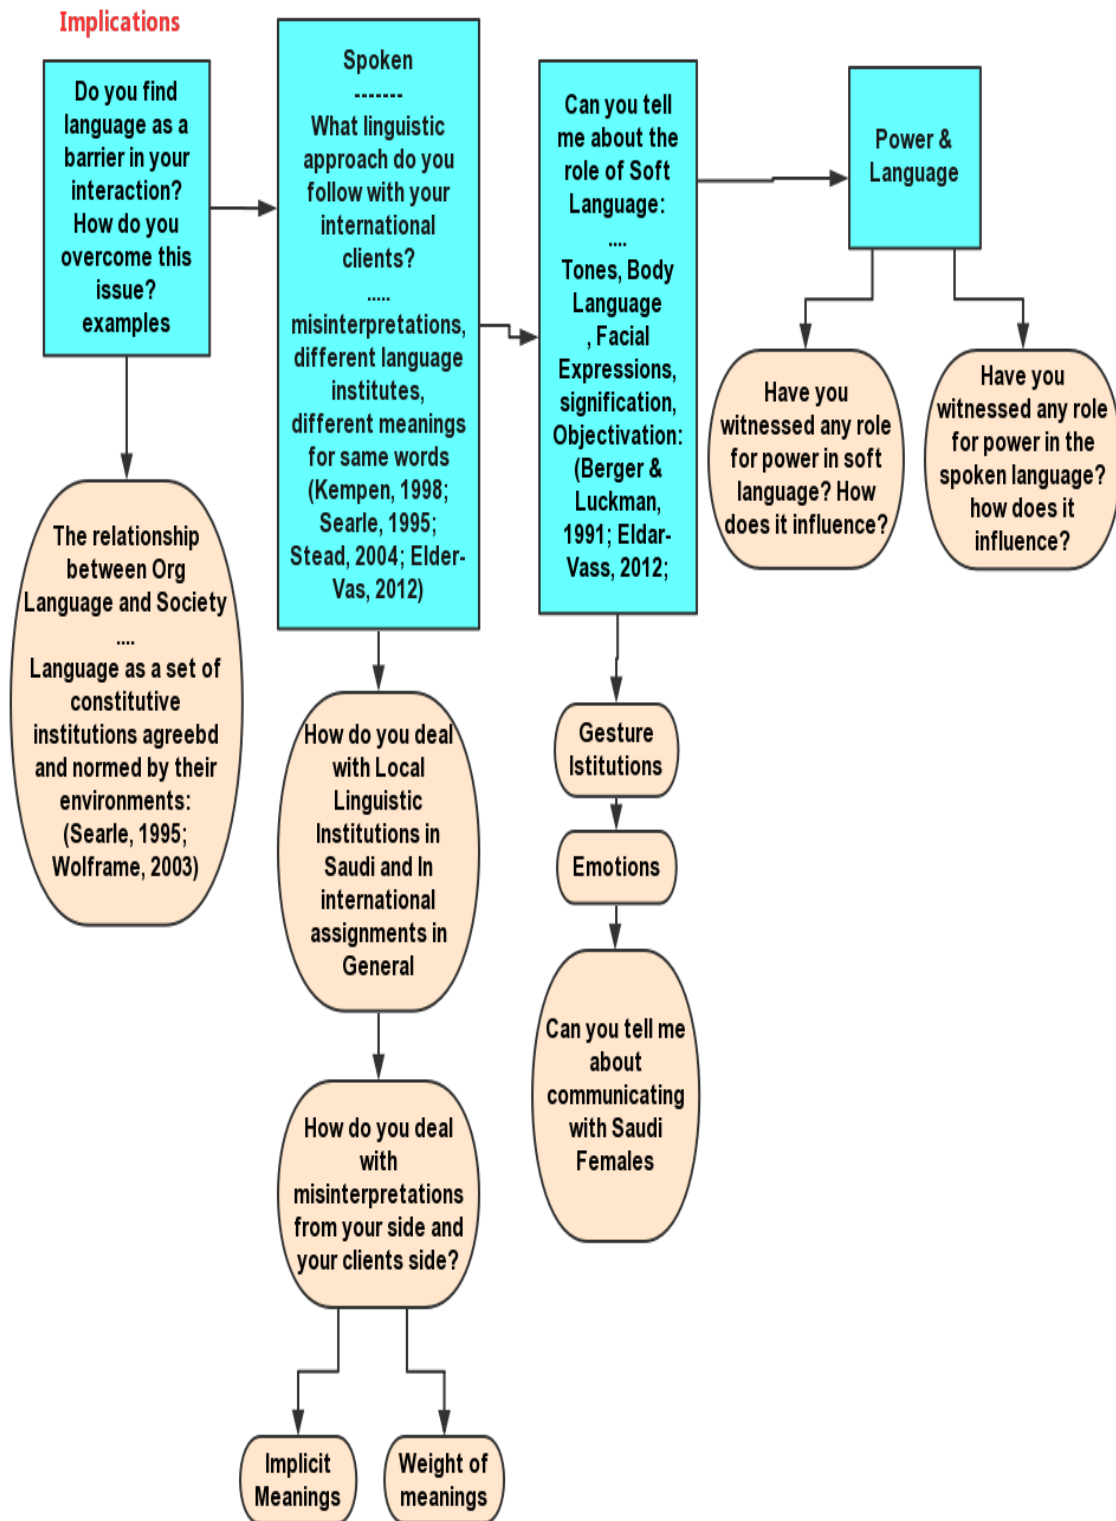 Implications
Do you find
language as a
barrier in your
interaction?
How do you
overcome this
issue?
examples
The relationship
between Org
Language and Society
....
Language as a set of
constitutive
institutions agreebd
and normed by their
environments:
(Searle, 1995;
Wolframe, 2003)
Spoken
-------
What linguistic
approach do you
follow with your
international
clients?
.....
misinterpretations,
different language
institutes,
different meanings
for same words
(Kempen, 1998;
Searle, 1995;
Stead, 2004; Elder-
Vas, 2012)
How do you deal
with Local
Linguistic
Institutions in
Saudi and In
international
assignments in
General
How do you deal
with
misinterpretations
from your side and
your clients side?
Implicit
Meanings
Weight of
meanings
Can you tell
me about the
role of Soft
Language:
....
Tones, Body
Language
, Facial
Expressions,
signification,
Objectivation:
(Berger &
Luckman,
1991; Eldar-
Vass, 2012;
Gesture
Istitutions
Emotions
Can you tell me
about
communicating
with Saudi
Females
Power &
Language
Have you
witnessed any role
for power in soft
language? How
does it influence?
Have you
witnessed any role
for power in the
spoken language?
how does it
influence?